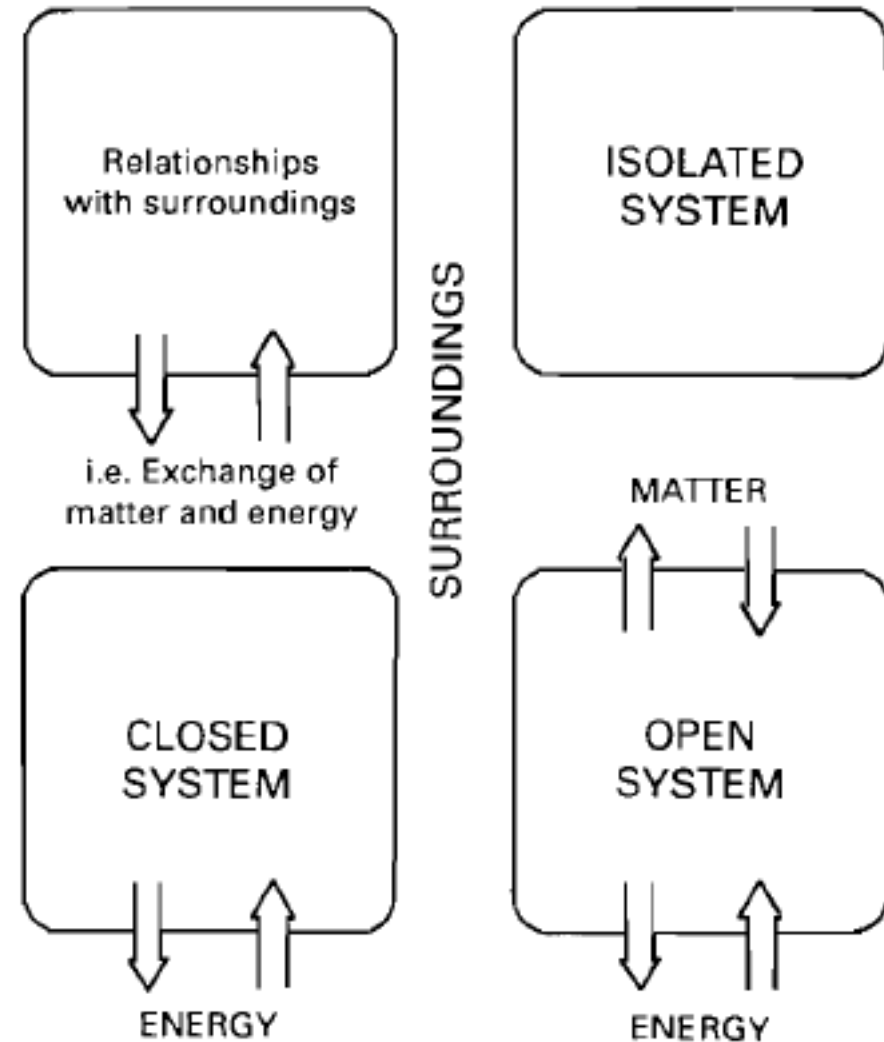 Relationships
with surroundings
i.e. Exchange of
matter and energy
ISOLATED
SYSTEM
SURROUNDINGS
CLOSED
SYSTEM
ENERGY
MATTER
OPEN
SYSTEM
ENERGY